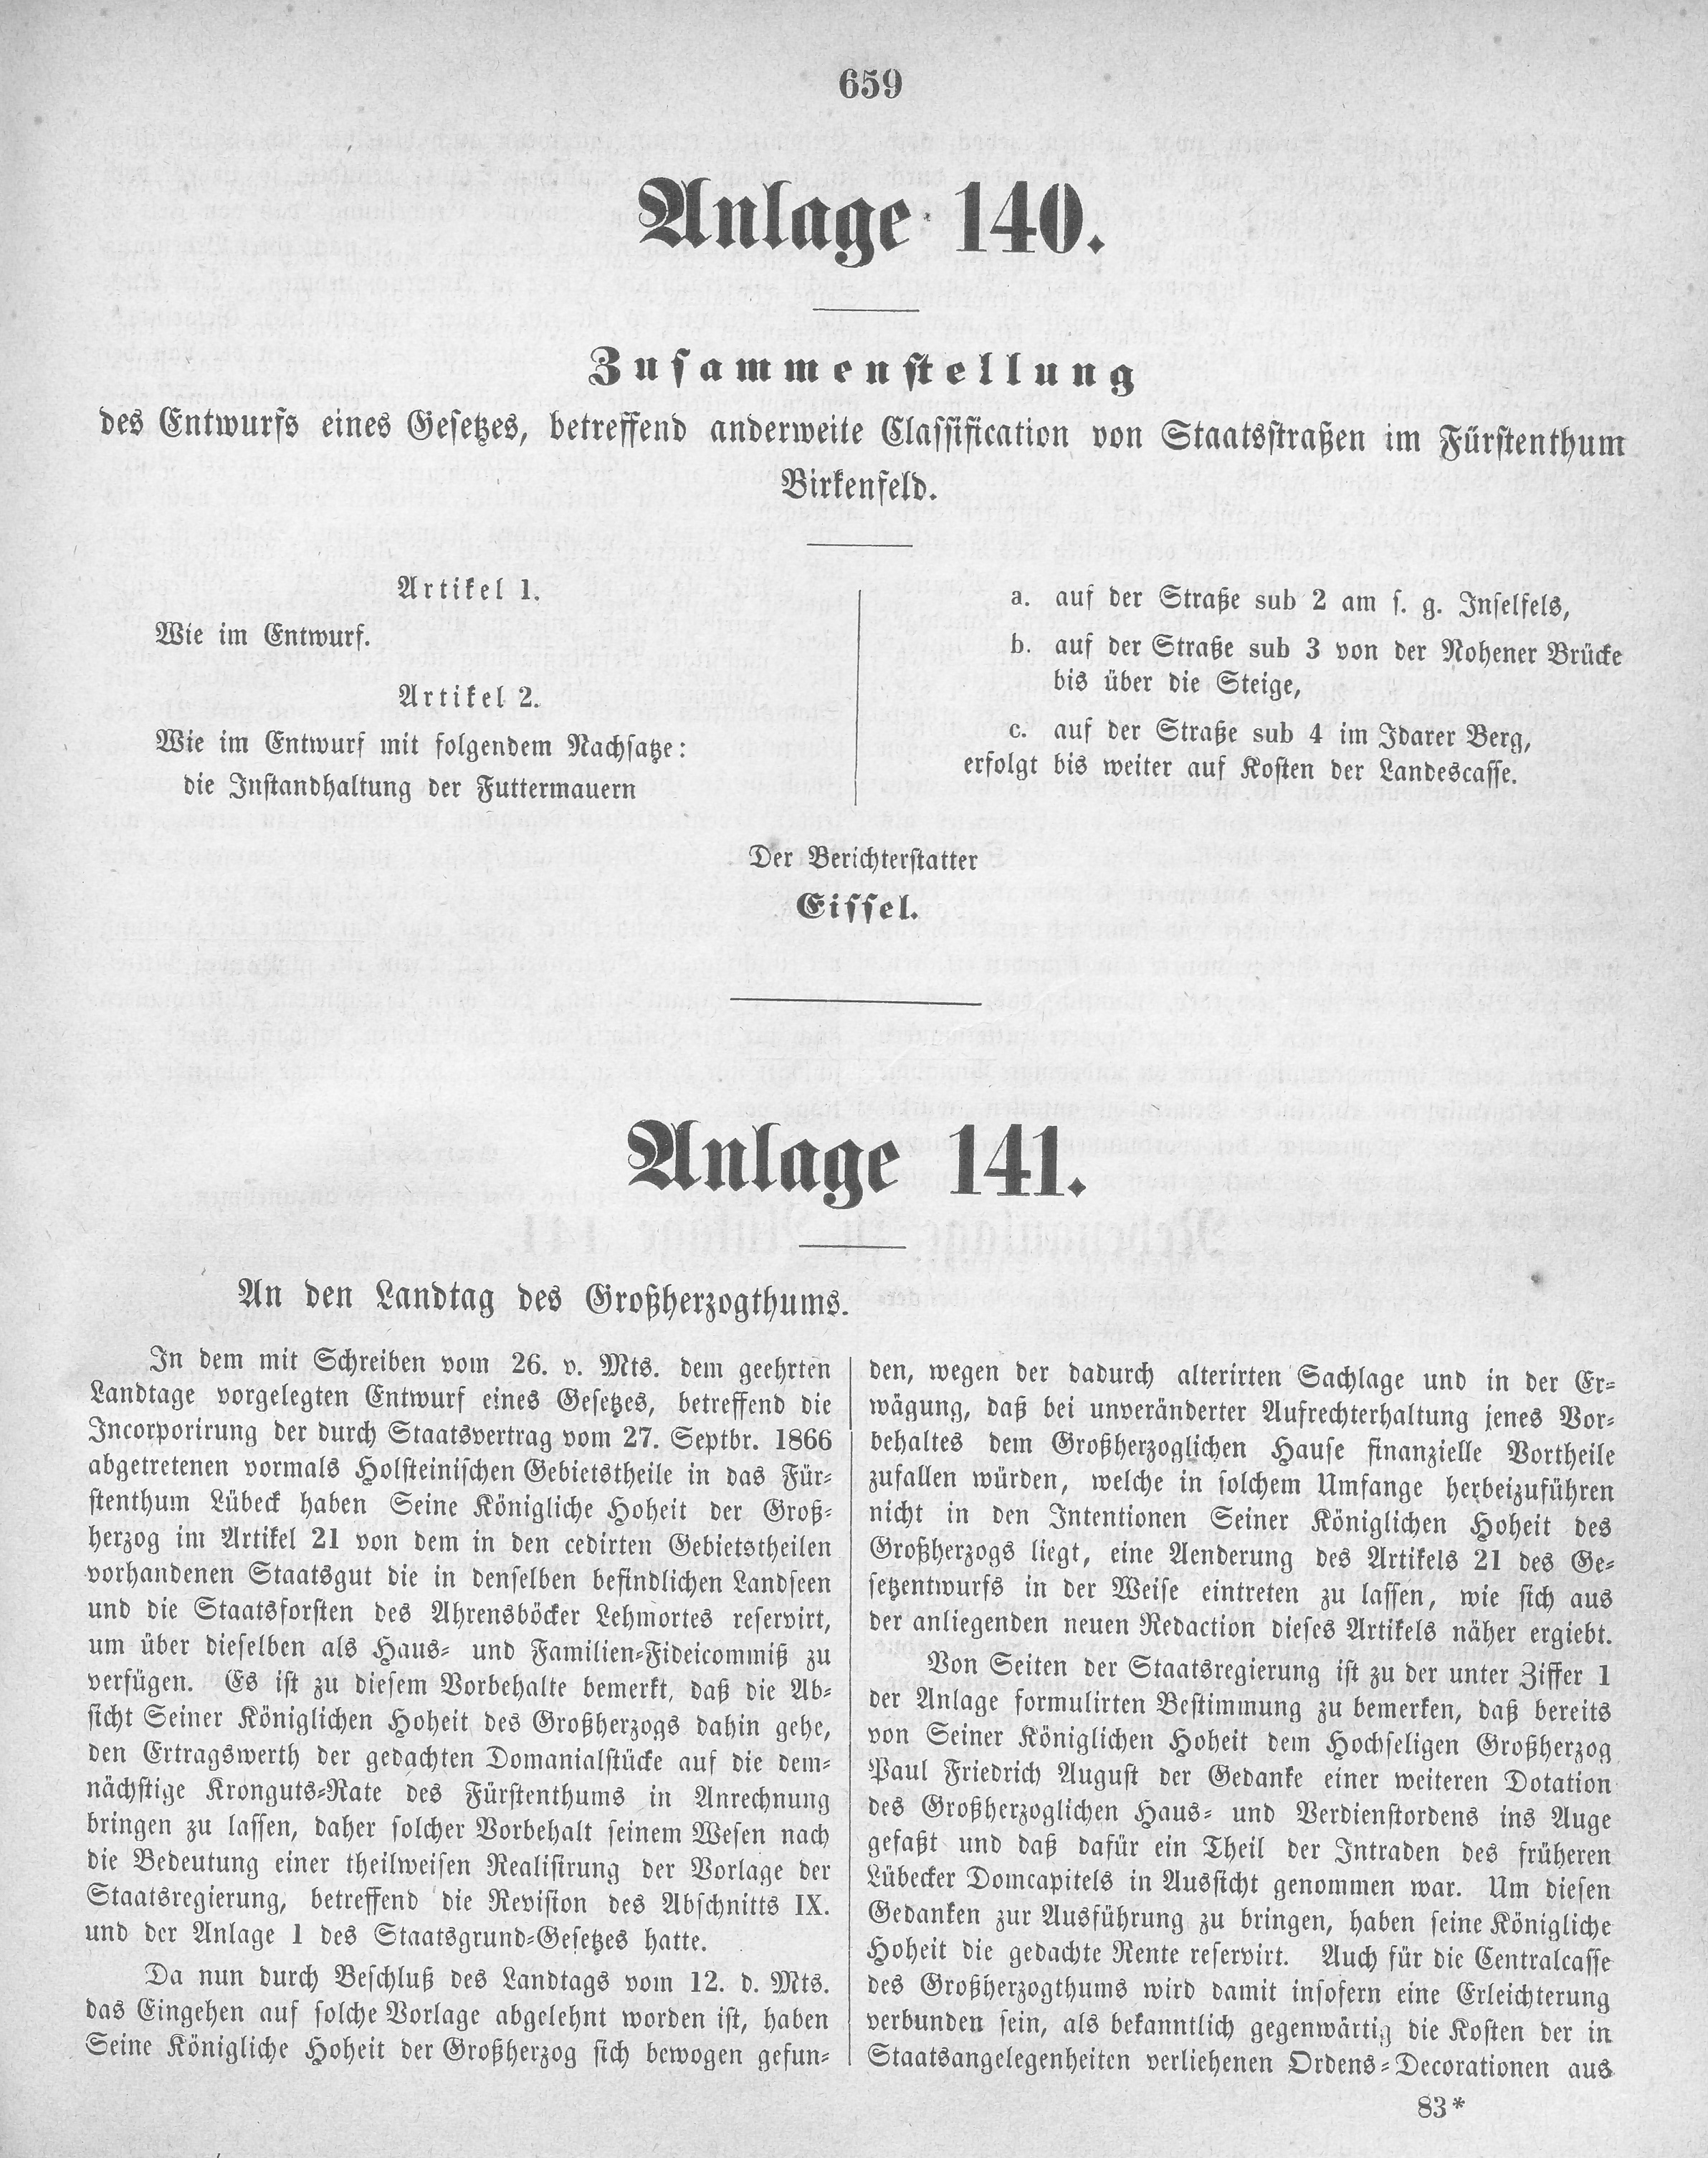 659
Anlage 140.
Zusammenstellung
des Entwurfs eines Gesetzes, betreffend anderweite Classification von Staatsstraßen im Fürstenthum
Birkenfeld.
Artikel 1.
Wie im Entwurf.
Artikel 2.
Wie im Entwurf mit folgendem Nachsatze:
die Instandhaltung der Futtermauern
a. auf der Straße sub 2 am s. g. Inselfels,
b. auf der Straße sub 3 von der Nohener Brücke
bis über die Steige,
c. auf der Straße sub 4 im Idarer Berg,
erfolgt bis weiter auf Kosten der Landescasse.
Der Berichterstatter
Eissel.
Anlage 141.
An den Landtag des Großherzogthums.
In dem mit Schreiben vom 26. v. Mts. dem geehrten
Landtage vorgelegten Entwurf eines Gesetzes, betreffend die
Incorporirung der durch Staatsvertrag vom 27. Septbr. 1866
abgetretenen vormals Holsteinischen Gebietstheile in das Für-
stenthum Lübeck haben Seine Königliche Hoheit der Groß-
herzog im Artikel 21 von dem in den cedirten Gebietstheilen
vorhandenen Staatsgut die in denselben befindlichen Landseen
und die Staatsforsten des Ahrensböcker Lehmortes reservirt,
um über dieselben als Haus- und Familien-Fideicommiß zu
verfügen. Es ist zu diesem Vorbehalte bemerkt, daß die Ab-
sicht Seiner Königlichen Hoheit des Großherzogs dahin gehe,
den Ertragswerth der gedachten Domanialstücke auf die dem-
nächstige Kronguts-Rate des Fürstenthums in Anrechnung
bringen zu lassen, daher solcher Vorbehalt seinem Wesen nach
die Bedeutung einer theilweisen Realisirung der Vorlage der
Staatsregierung, betreffend die Revision des Abschnitts IX.
und der Anlage 1 des Staatsgrund-Gesetzes hatte.
Da nun durch Beschluß des Landtags vom 12. d. Mts.
das Eingehen auf solche Vorlage abgelehnt worden ist, haben
Seine Königliche Hoheit der Großherzog sich bewogen gefun-
den, wegen der dadurch alterirten Sachlage und in der Er-
wägung, daß bei unveränderter Aufrechterhaltung jenes Vor-
behaltes dem Großherzoglichen Hause finanzielle Vortheile
zufallen würden, welche in solchem Umfange herbeizuführen
nicht in den Intentionen Seiner Königlichen Hoheit des
Großherzogs liegt, eine Aenderung des Artikels 21 des Ge-
setzentwurfs in der Weise eintreten zu lassen, wie sich aus
der anliegenden neuen Redaction dieses Artikels näher ergiebt.
Von Seiten der Staatsregierung ist zu der unter Ziffer 1
der Anlage formulirten Bestimmung zu bemerken, daß bereits
von Seiner Königlichen Hoheit dem Hochseligen Großherzog
Paul Friedrich August der Gedanke einer weiteren Dotation
des Großherzoglichen Haus- und Verdienstordens ins Auge
gefaßt und daß dafür ein Theil der Intraden des früheren
Lübecker Domcapitels in Aussicht genommen war. Um diesen
Gedanken zur Ausführung zu bringen, haben seine Königliche
Hoheit die gedachte Rente reservirt. Auch für die Centralcasse
des Großherzogthums wird damit insofern eine Erleichterung
verbunden sein, als bekanntlich gegenwärtig die Kosten der in
Staatsangelegenheiten verliehenen Ordens-Decorationen aus
83*